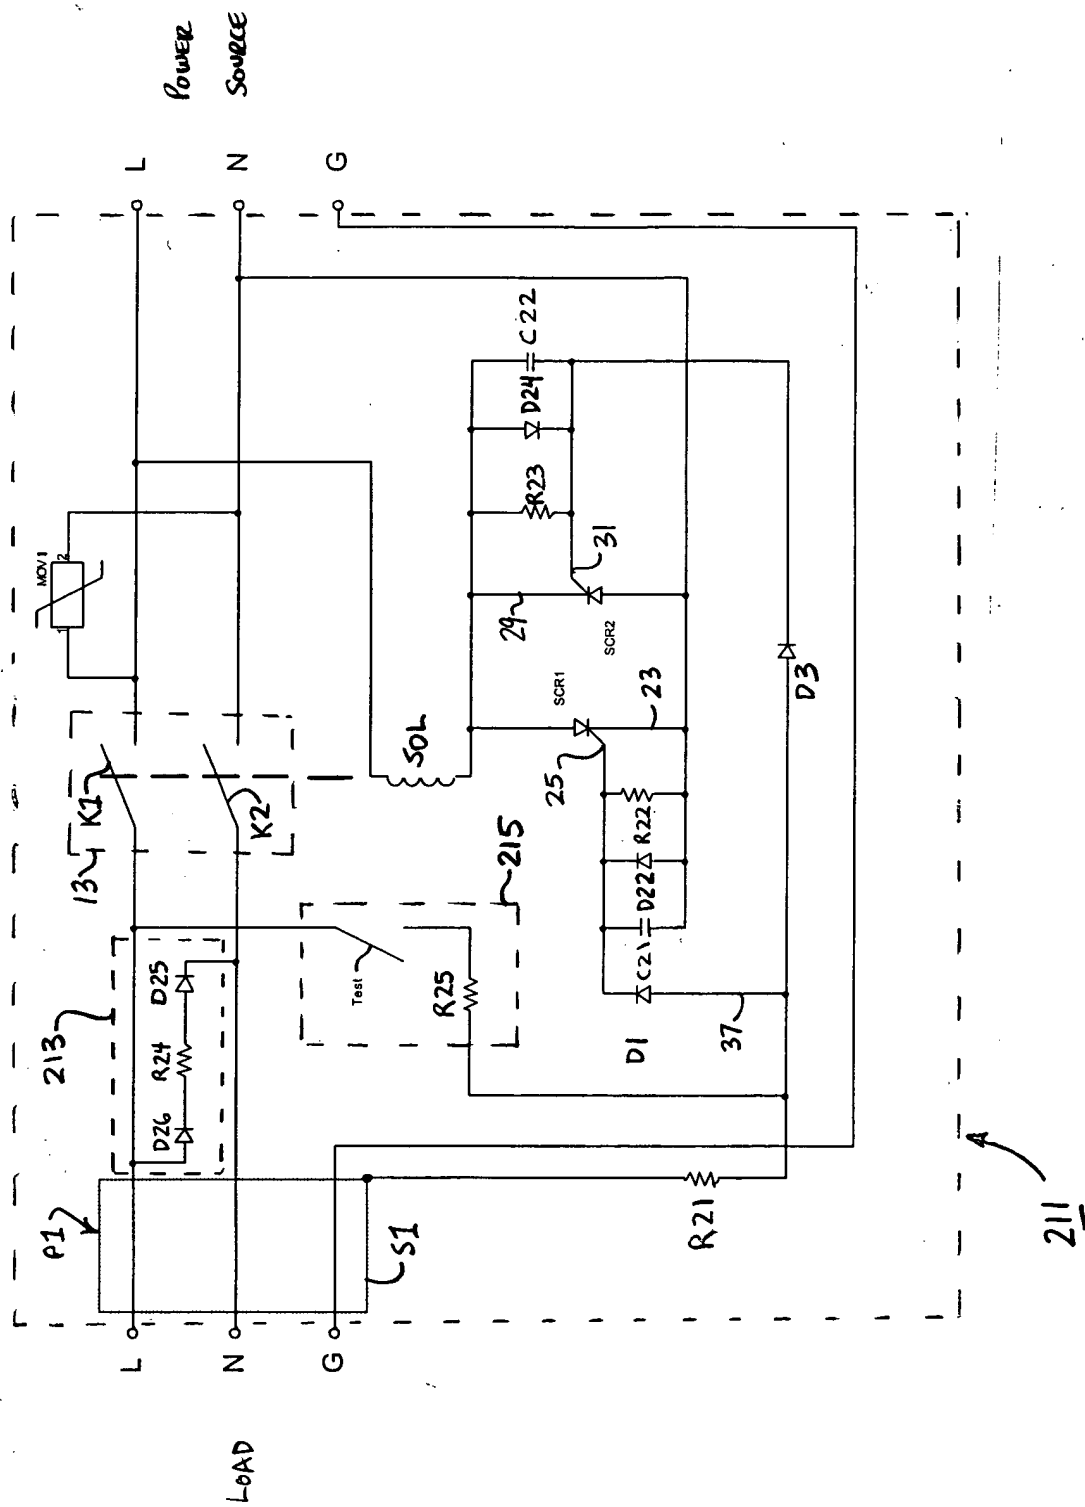 POWER
SOURCE
L
N
G
MOV1
1
2
K1
K2
13
SOL
213
D25
R24
D26
215
Test
R25
P1
S1
C22
D24
R23
31
29
SCR2
SCR1
23
25
R22
D22
C21
D1
37
D3
R21
L
N
G
LOAD
211